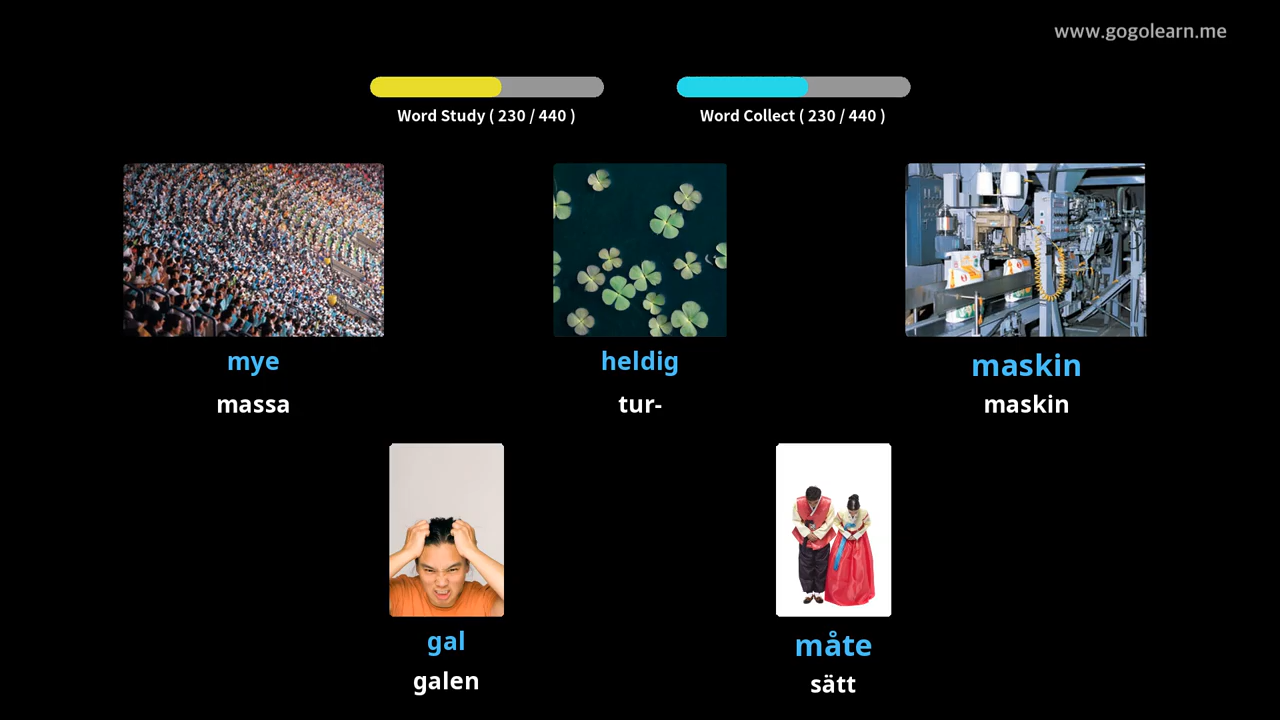 www.gogolearn.me
Word Study ( 230 / 440 )
Word Collect ( 230 / 440 )
mye
heldig
maskin
massa
tur-
maskin
gal
måte
galen
sätt